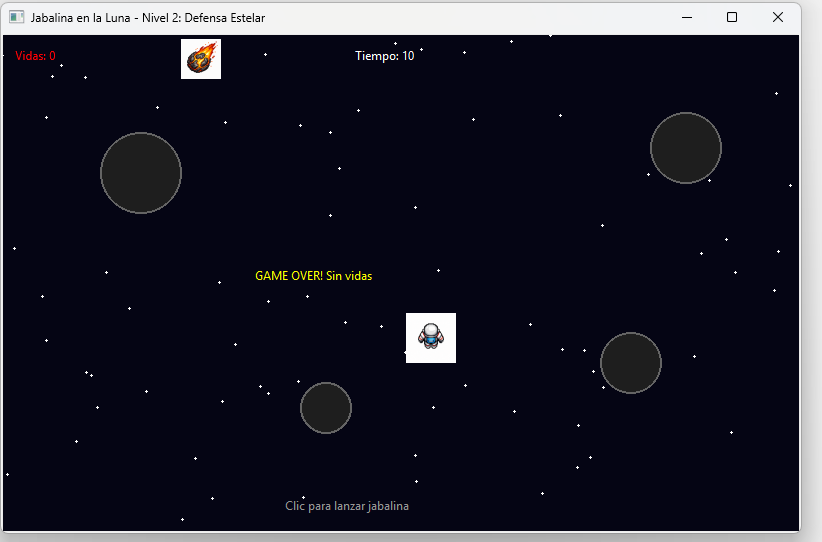 Jabalina en la Luna - Nivel 2: Defensa Estelar
Vidas: 0
Tiempo: 10
GAME OVER! Sin vidas
Clic para lanzar jabalina